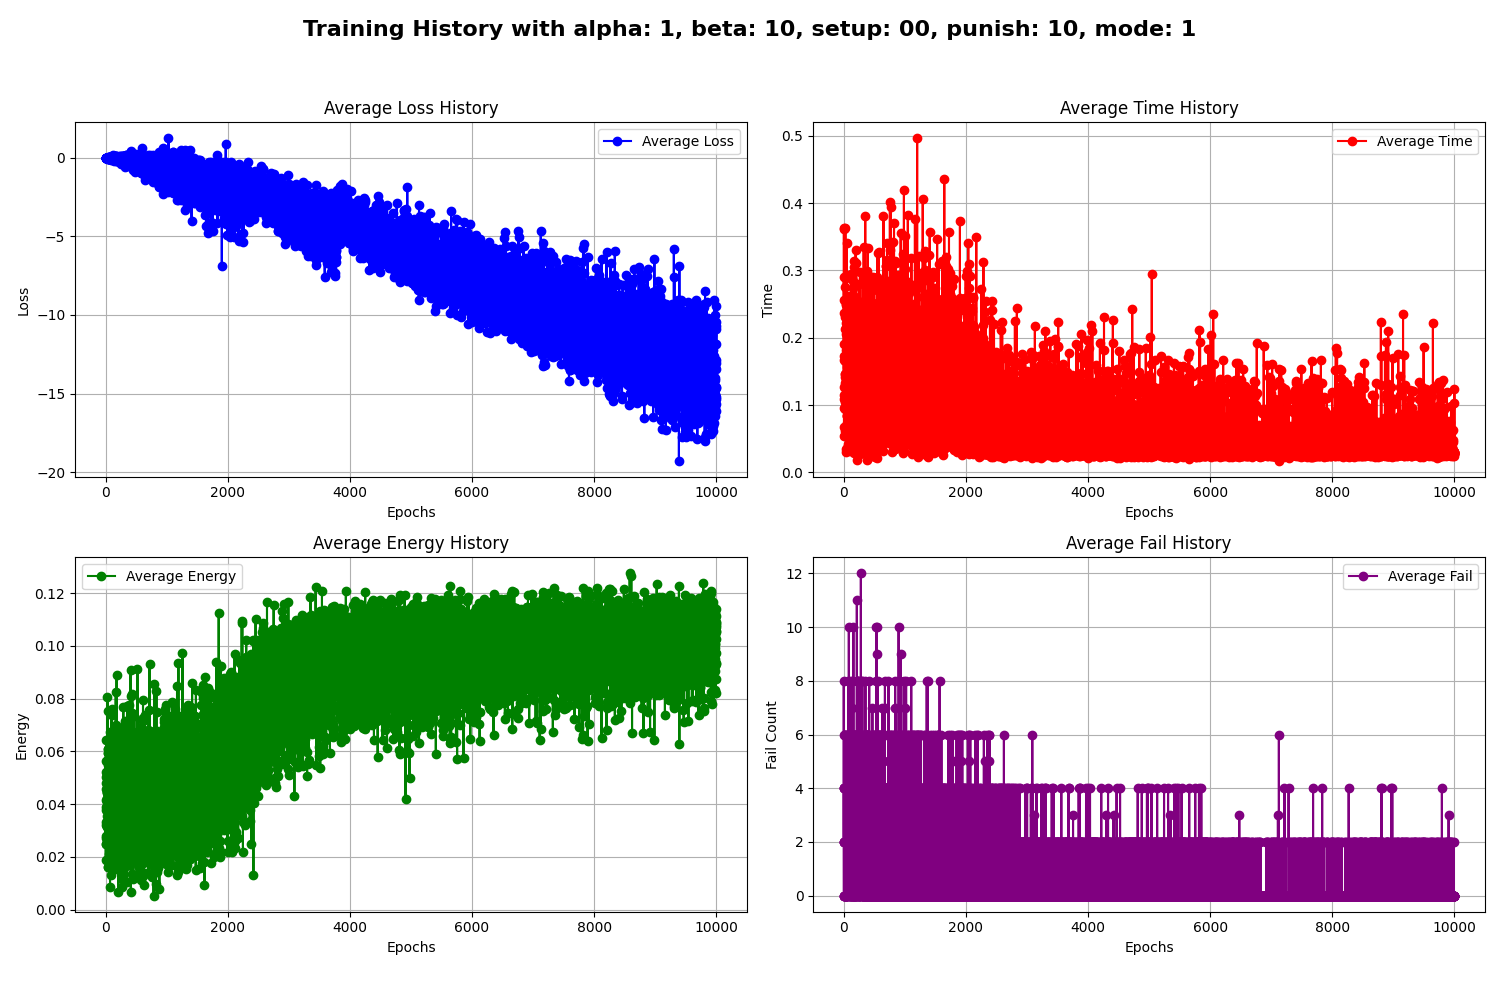 Training History with alpha: 1, beta: 10, setup: 00, punish: 10, mode: 1
Average Loss History
Average Loss
0
−5
−10
−15
−20
Loss
0 2000 4000 6000 8000 10000
Epochs
Average Time History
Average Time
0.5
0.4
0.3
0.2
0.1
0.0
Time
0 2000 4000 6000 8000 10000
Epochs
Average Energy History
Average Energy
0.12
0.10
0.08
0.06
0.04
0.02
0.00
Energy
0 2000 4000 6000 8000 10000
Epochs
Average Fail History
Average Fail
12
10
8
6
4
2
0
Fail Count
0 2000 4000 6000 8000 10000
Epochs